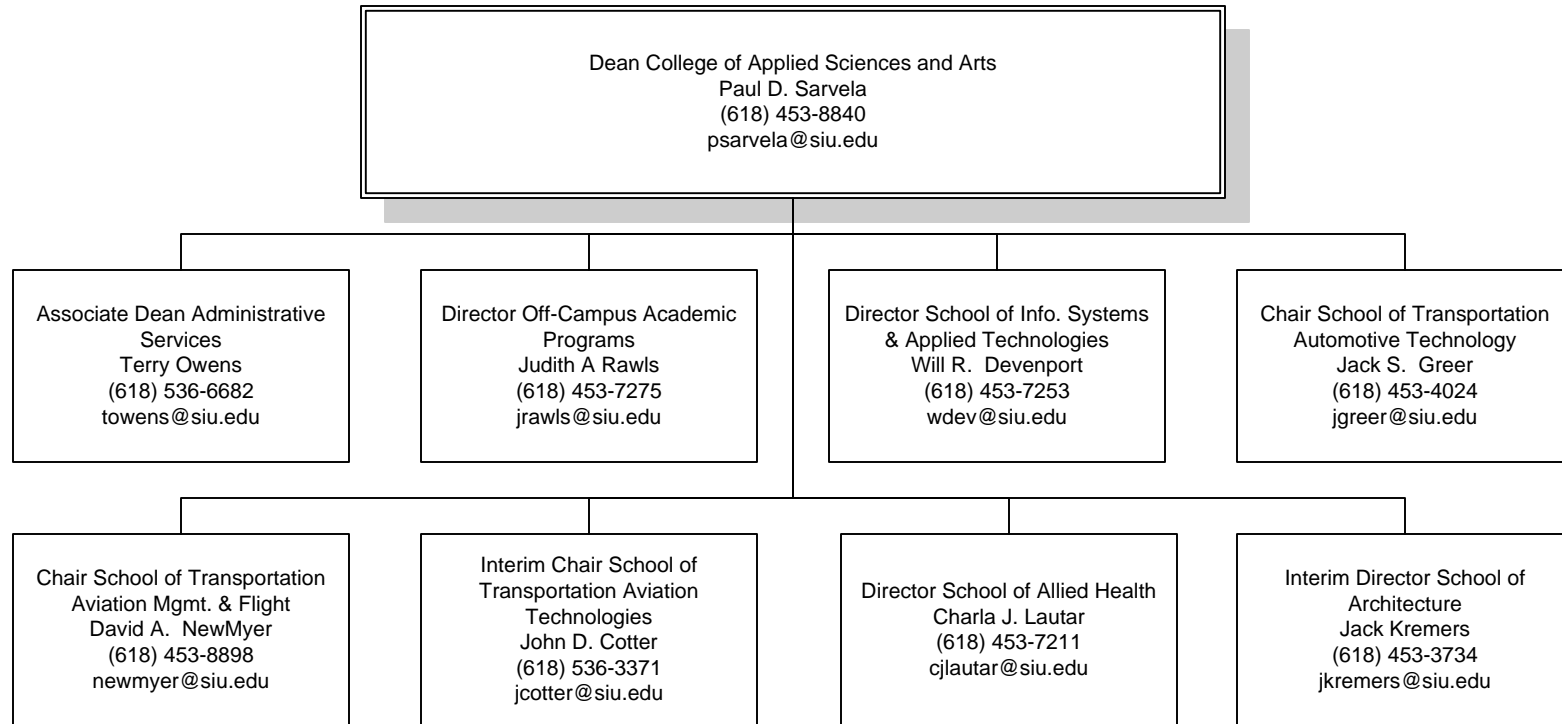 Dean College of Applied Sciences and Arts
Paul D. Sarvela
(618) 453-8840
psarvela@siu.edu
Associate Dean Administrative
Services
Terry Owens
(618) 536-6682
towens@siu.edu
Director Off-Campus Academic
Programs
Judith A Rawls
(618) 453-7275
jrawls@siu.edu
Director School of Info. Systems
& Applied Technologies
Will R. Devenport
(618) 453-7253
wdev@siu.edu
Chair School of Transportation
Automotive Technology
Jack S. Greer
(618) 453-4024
jgreer@siu.edu
Chair School of Transportation
Aviation Mgmt. & Flight
David A. NewMyer
(618) 453-8898
newmyer@siu.edu
Interim Chair School of
Transportation Aviation
Technologies
John D. Cotter
(618) 536-3371
jcotter@siu.edu
Director School of Allied Health
Charla J. Lautar
(618) 453-7211
cjlautar@siu.edu
Interim Director School of
Architecture
Jack Kremers
(618) 453-3734
jkremers@siu.edu